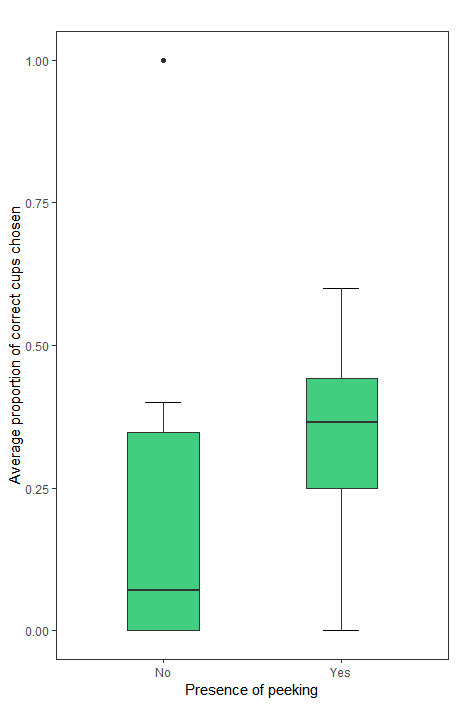 Average proportion of correct cups chosen
1.00
0.75
0.50
0.25
0.00
No Yes
Presence of peeking